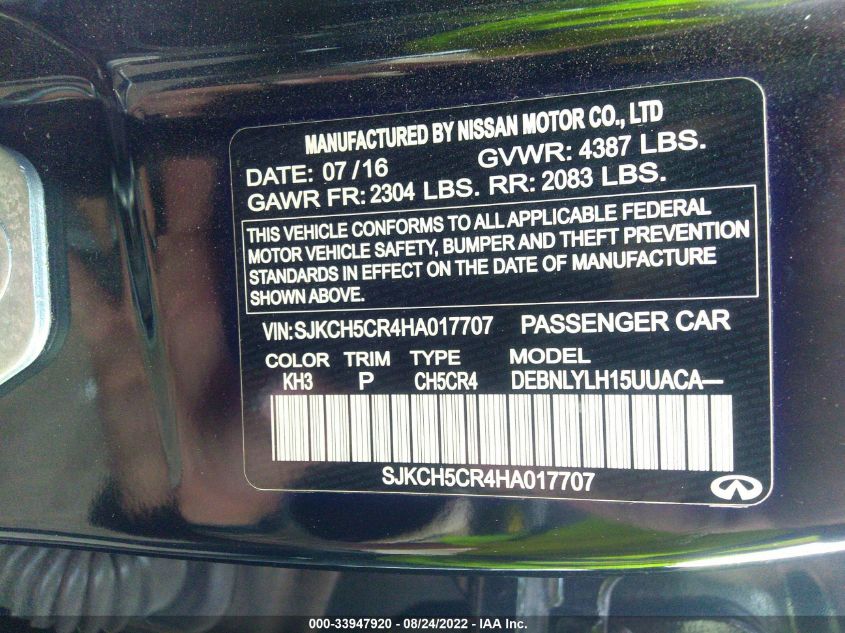 MANUFACTURED BY NISSAN MOTOR CO., LTD
DATE: 07 /16 GVWR: 4387 LBS.
GAWR FR: 2304 LBS. RR: 2083 LBS.
THIS VEHICLE CONFORMS TO ALL APPLICABLE FEDERAL
MOTOR VEHICLE SAFETY, BUMPER AND THEFT PREVENTION
STANDARDS IN EFFECT ON THE DATE OF MANUFACTURE
SHOWN ABOVE.
VIN:SJKCH5CR4HA017707 PASSENGER CAR
COLOR TRIM TYPE MODEL
KH3 P CH5CR4 DEBNLYLH15UUACA—
SJKCH5CR4HA017707
000-33947920 - 08/24/2022 - IAA Inc.